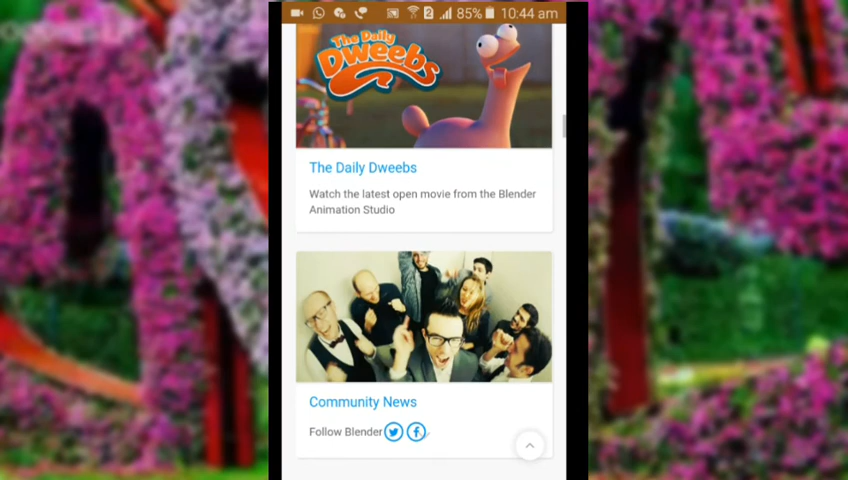 2 85% 10:44 am
The Daily
Dweebs
The Daily Dweebs
Watch the latest open movie from the Blender
Animation Studio
Community News
Follow Blender